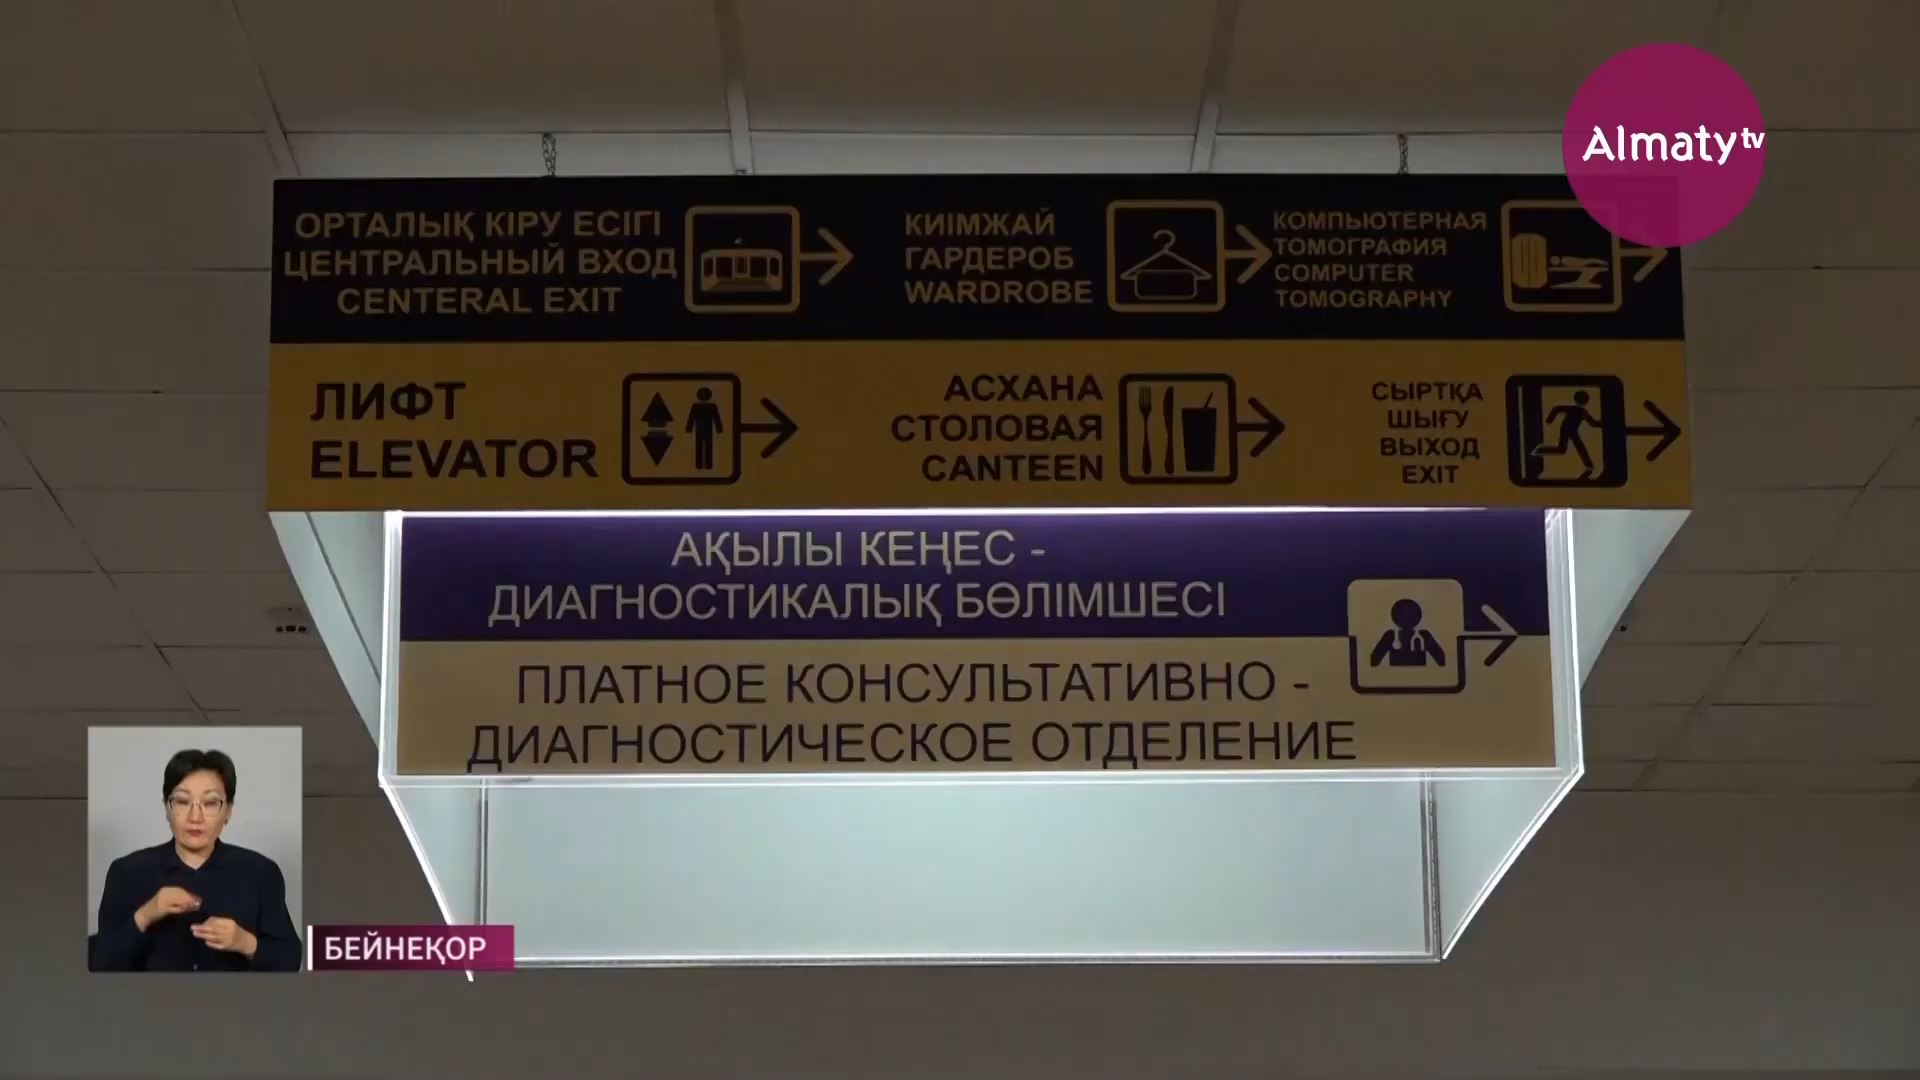 Almaty tv
ОРТАЛЫҚ КІРУ ЕСІГІ
ЦЕНТРАЛЬНЫЙ ВХОД
CENTERAL EXIT
КИІМЖАЙ
ГАРДЕРОБ
WARDROBE
КОМПЬЮТЕРНАЯ
ТОМОГРАФИЯ
COMPUTER
TOMOGRAPHY
ЛИФТ
ELEVATOR
АСХАНА
СТОЛОВАЯ
CANTEEN
СЫРТҚА
ШЫҒУ
ВЫХОД
EXIT
АҚЫЛЫ КЕҢЕС -
ДИАГНОСТИКАЛЫҚ БӨЛІМШЕСІ
ПЛАТНОЕ КОНСУЛЬТАТИВНО -
ДИАГНОСТИЧЕСКОЕ ОТДЕЛЕНИЕ
БЕЙНЕҚОР